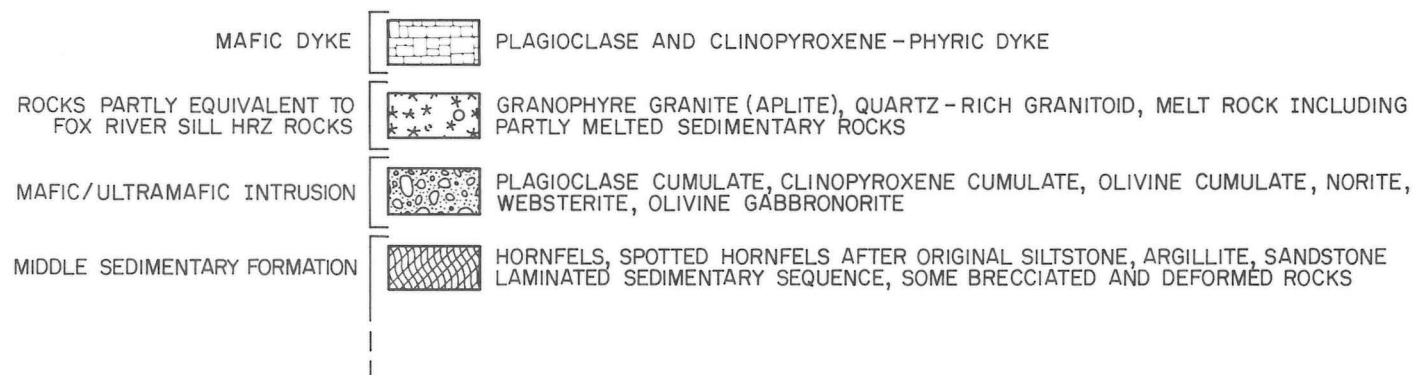 MAFIC DYKE
PLAGIOCLASE AND CLINOPYROXENE-PHYRIC DYKE
ROCKS PARTLY EQUIVALENT TO
FOX RIVER SILL HRZ ROCKS
GRANOPHYRE GRANITE (APLITE), QUARTZ-RICH GRANITOID, MELT ROCK INCLUDING
PARTLY MELTED SEDIMENTARY ROCKS
MAFIC/ULTRAMAFIC INTRUSION
PLAGIOCLASE CUMULATE, CLINOPYROXENE CUMULATE, OLIVINE CUMULATE, NORITE,
WEBSTERITE, OLIVINE GABBRONORITE
MIDDLE SEDIMENTARY FORMATION
HORNFELS, SPOTTED HORNFELS AFTER ORIGINAL SILTSTONE, ARGILLITE, SANDSTONE
LAMINATED SEDIMENTARY SEQUENCE, SOME BRECCIATED AND DEFORMED ROCKS